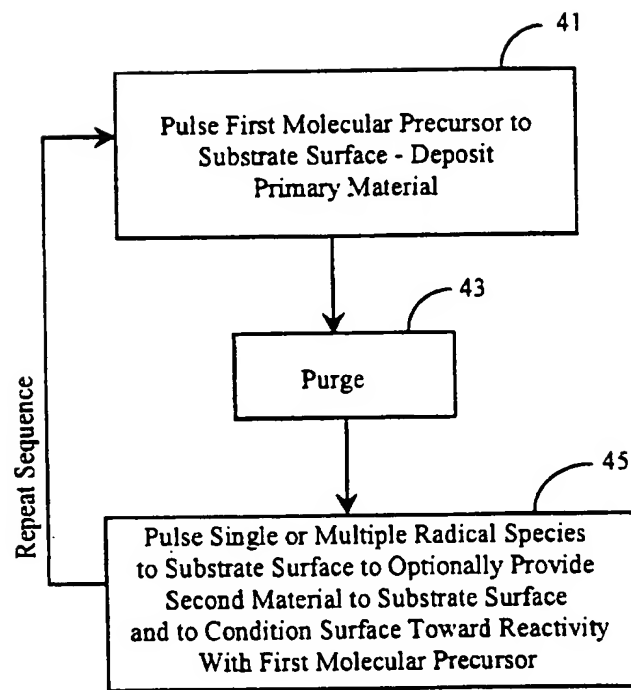 41
Pulse First Molecular Precursor to
Substrate Surface - Deposit
Primary Material
43
Purge
Repeat Sequence
45
Pulse Single or Multiple Radical Species
to Substrate Surface to Optionally Provide
Second Material to Substrate Surface
and to Condition Surface Toward Reactivity
With First Molecular Precursor